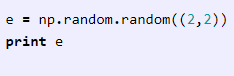 e = np.random.random((2,2))
print e